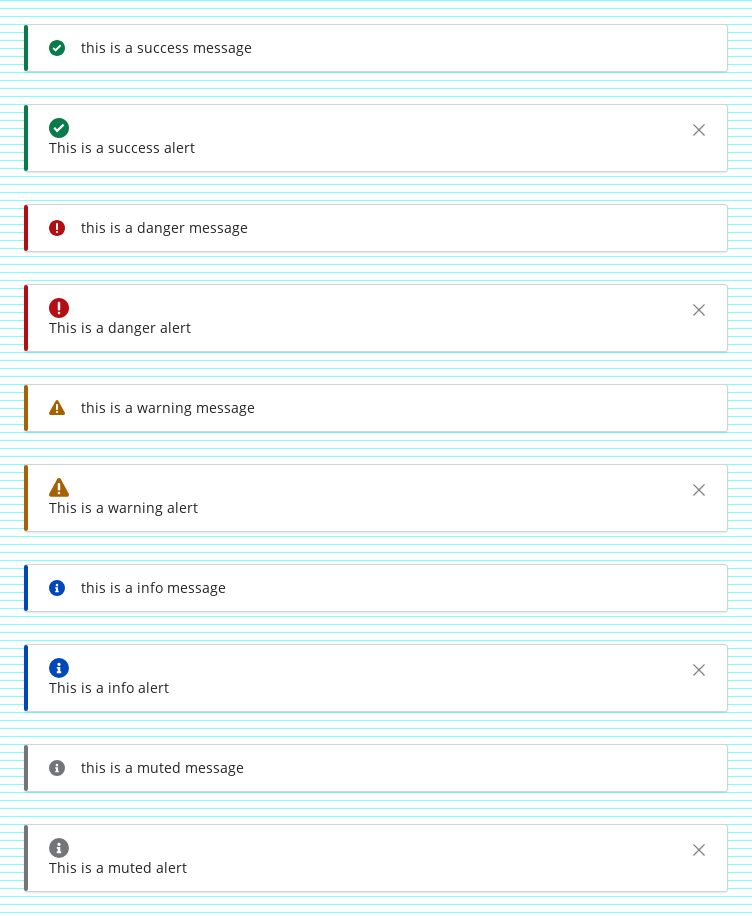 this is a success message
This is a success alert
this is a danger message
This is a danger alert
this is a warning message
This is a warning alert
this is a info message
This is a info alert
this is a muted message
This is a muted alert